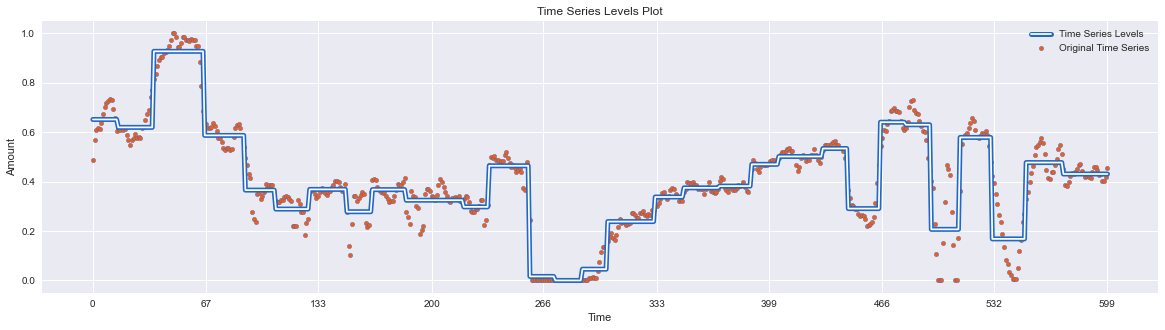 Time Series Levels Plot
Time Series Levels
Original Time Series
Amount
1.0
0.8
0.6
0.4
0.2
0.0
0 67 133 200 266 333 399 466 532 599
Time